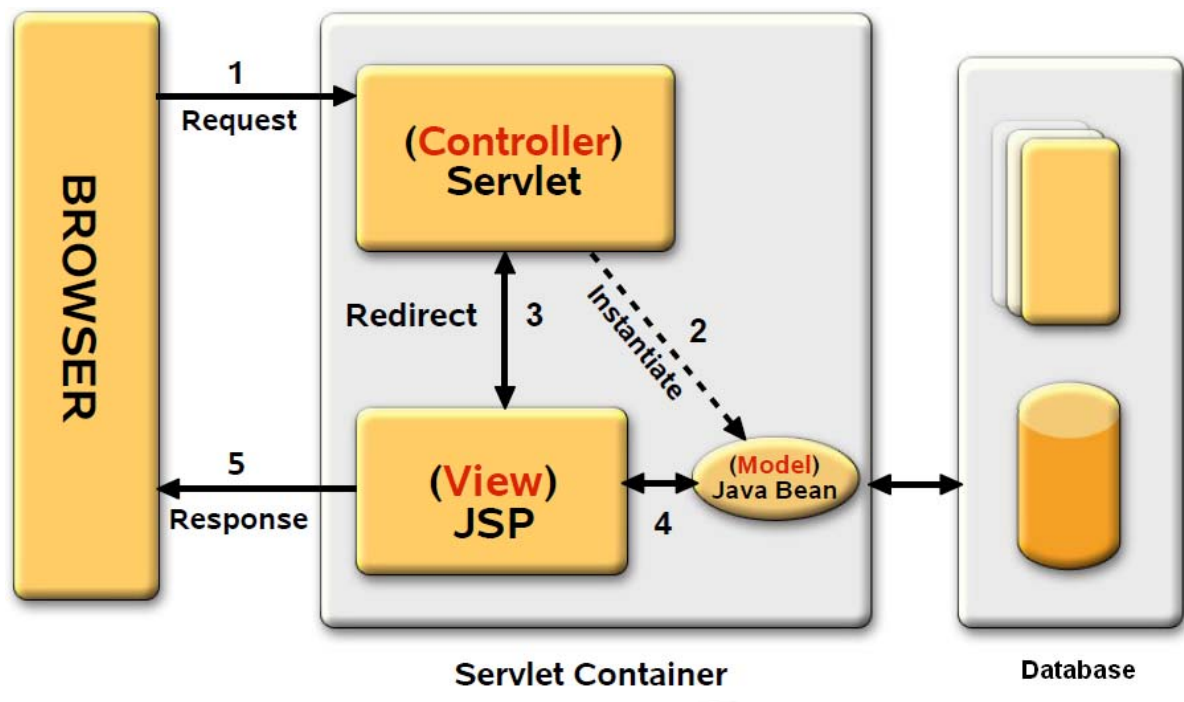 BROWSER
1
Request
(Controller)
Servlet
Redirect
3
Instantiate
2
5
Response
(View)
JSP
4
(Model)
Java Bean
Servlet Container
Database